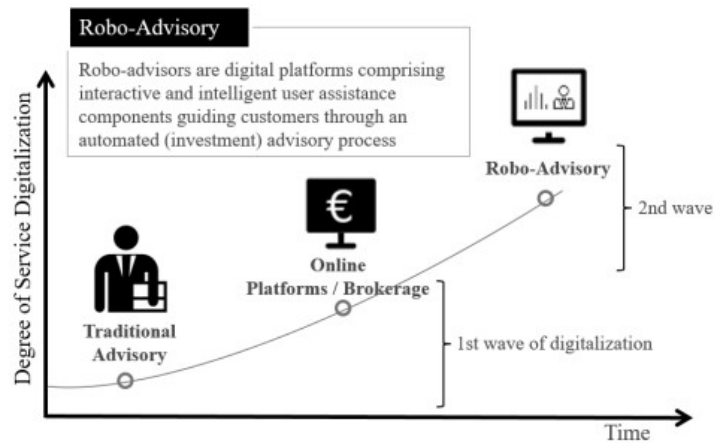 Robo-Advisory
Robo-advisors are digital platforms comprising
interactive and intelligent user assistance
components guiding customers through an
automated (investment) advisory process
Degree of Service Digitalization
Robo-Advisory
2nd wave
€
Online
Platforms / Brokerage
Traditional
Advisory
1st wave of digitalization
Time